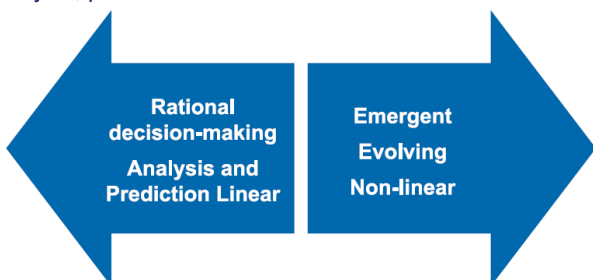 Rational
decision-making
Analysis and
Prediction Linear
Emergent
Evolving
Non-linear